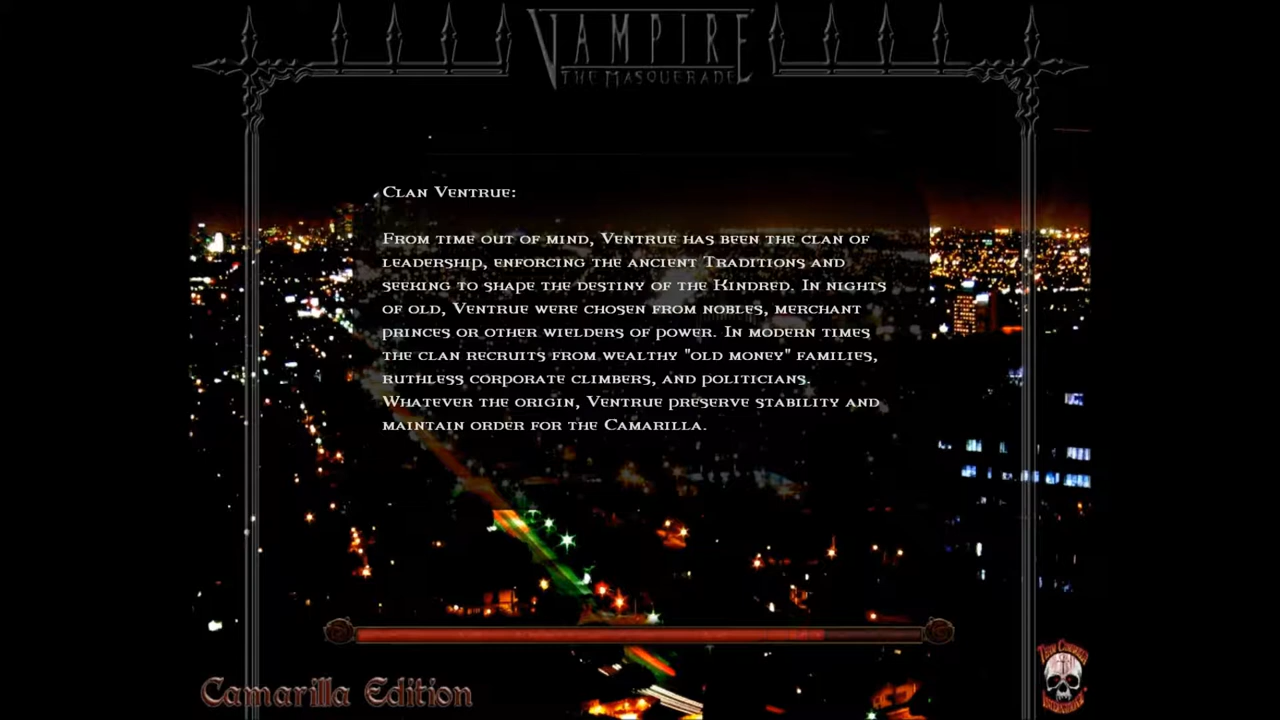 VAMPIRE
THE MASQUERADE
Clan Ventrue:
From time out of mind, Ventrue has been the clan of
leadership, enforcing the ancient Traditions and
seeking to shape the destiny of the Kindred. In nights
of old, Ventrue were chosen from nobles, merchant
princes or other wielders of power. In modern times
the clan recruits from wealthy "old money" families,
ruthless corporate climbers, and politicians.
Whatever the origin, Ventrue preserve stability and
maintain order for the Camarilla.
Camarilla Edition